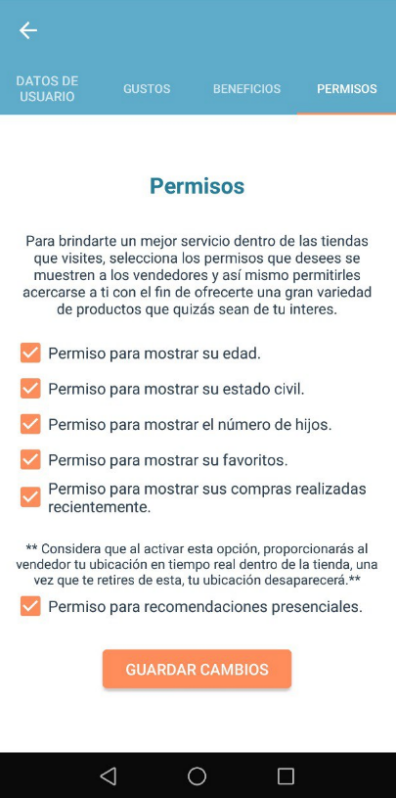 DATOS DE
USUARIO
GUSTOS
BENEFICIOS
PERMISOS
Permisos
Para brindarte un mejor servicio dentro de las tiendas
que visites, selecciona los permisos que desees se
muestren a los vendedores y así mismo permitirles
acercarse a ti con el fin de ofrecerte una gran variedad
de productos que quizás sean de tu interes.
Permiso para mostrar su edad.
Permiso para mostrar su estado civil.
Permiso para mostrar el número de hijos.
Permiso para mostrar su favoritos.
Permiso para mostrar sus compras realizadas
recientemente.
** Considera que al activar esta opción, proporcionarás al
vendedor tu ubicación en tiempo real dentro de la tienda, una
vez que te retires de esta, tu ubicación desaparecerá.**
Permiso para recomendaciones presenciales.
GUARDAR CAMBIOS